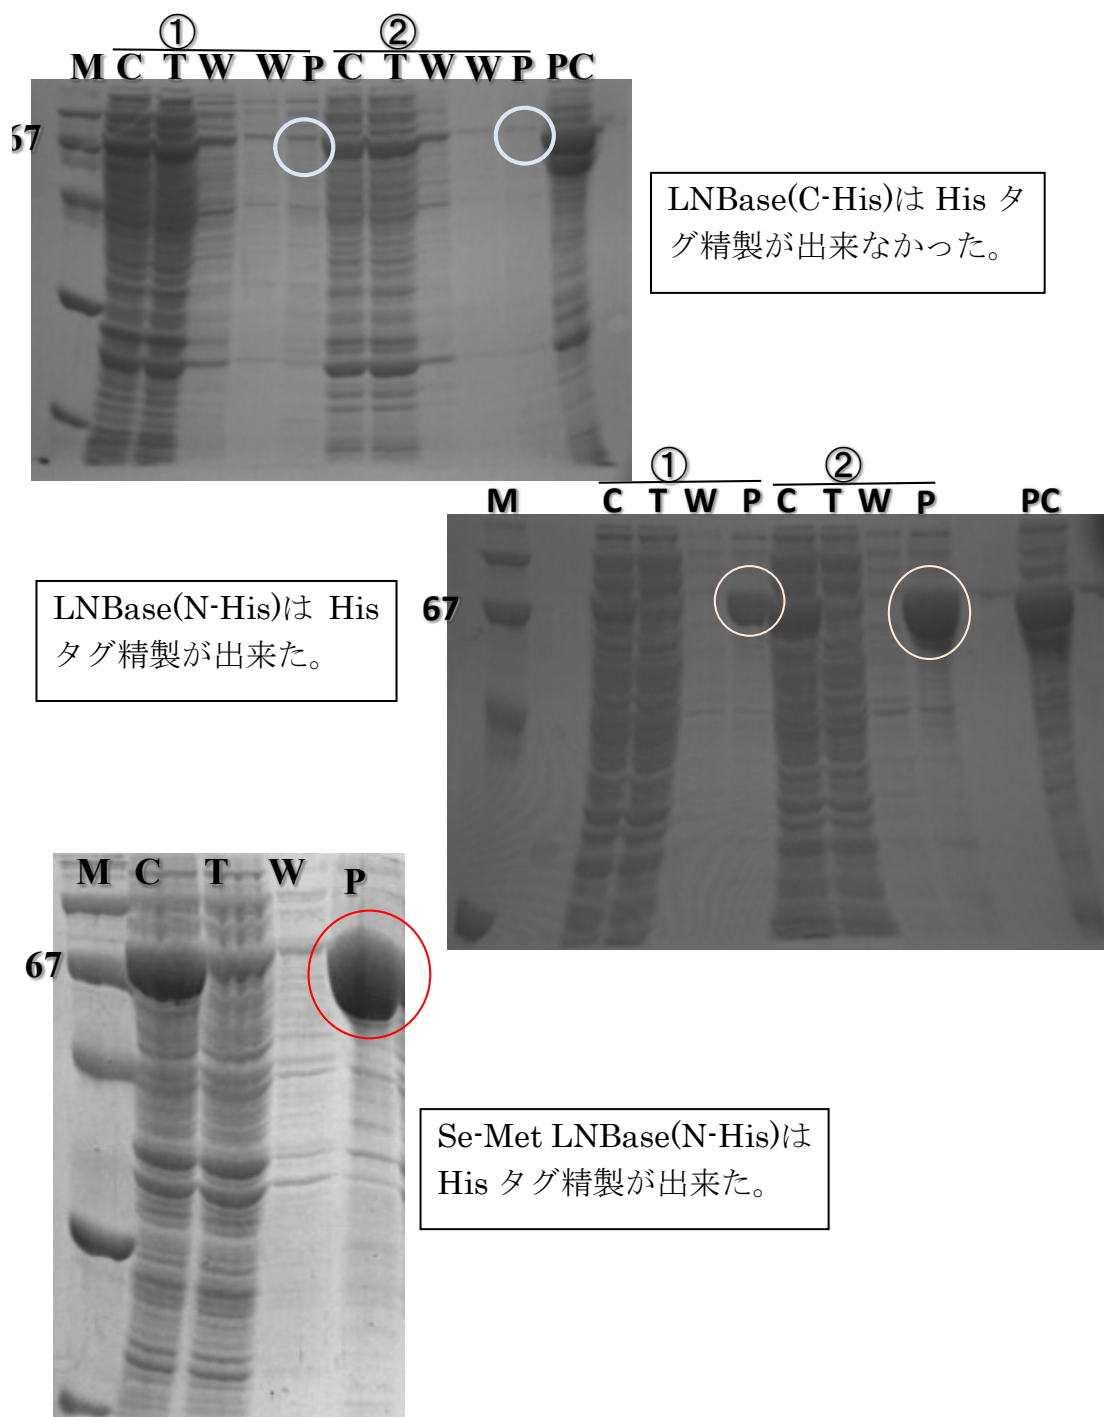 ① ②
M C T W W P C T W W P PC
67
LNBase(C-His)は His タ
グ精製が出来なかった。
① ②
M C T W P C T W P PC
67
LNBase(N-His)は His
タグ精製が出来た。
M C T W P
67
Se-Met LNBase(N-His)は
His タグ精製が出来た。